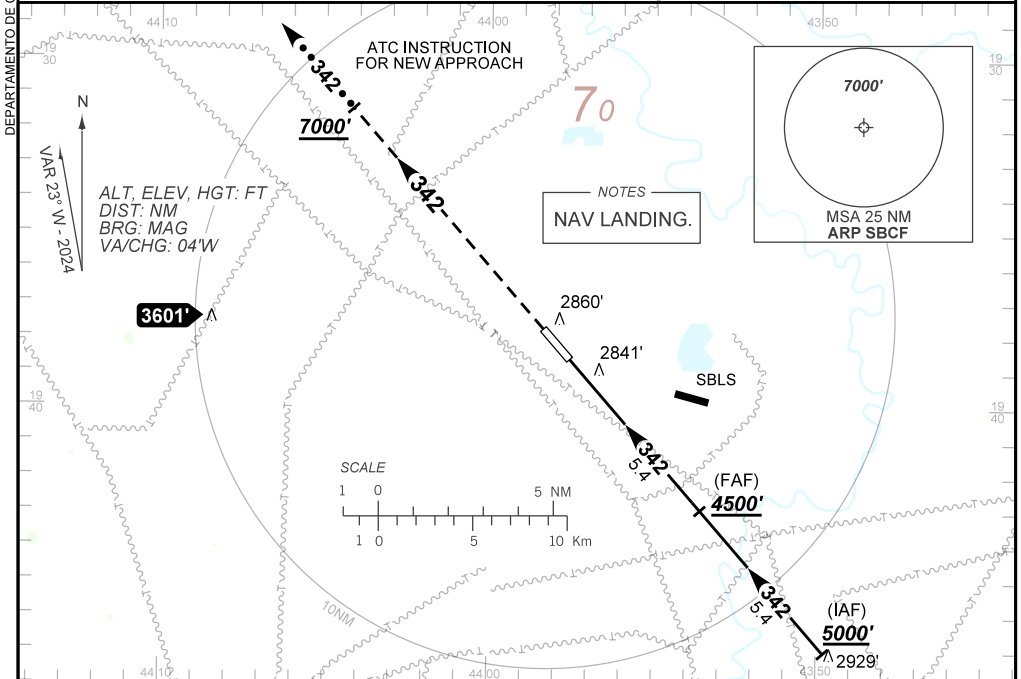 DEPARTAMENTO DE
44 10
44 00
43 50
30
30
ATC INSTRUCTION
FOR NEW APPROACH
342
7000'
70
7000'
MSA 25 NM
ARP SBCF
N
VAR 23° W - 2024
ALT, ELEV, HGT: FT
DIST: NM
BRG: MAG
VA/CHG: 04'W
NOTES
NAV LANDING.
342
3601'
2860'
2841'
SBLS
19
40
19
40
342
5.4
SCALE
1 0 5 NM
1 0 5 10 Km
(FAF)
4500'
342
5.4
10NM
(IAF)
5000'
2929'
44 10
44 00
43 50